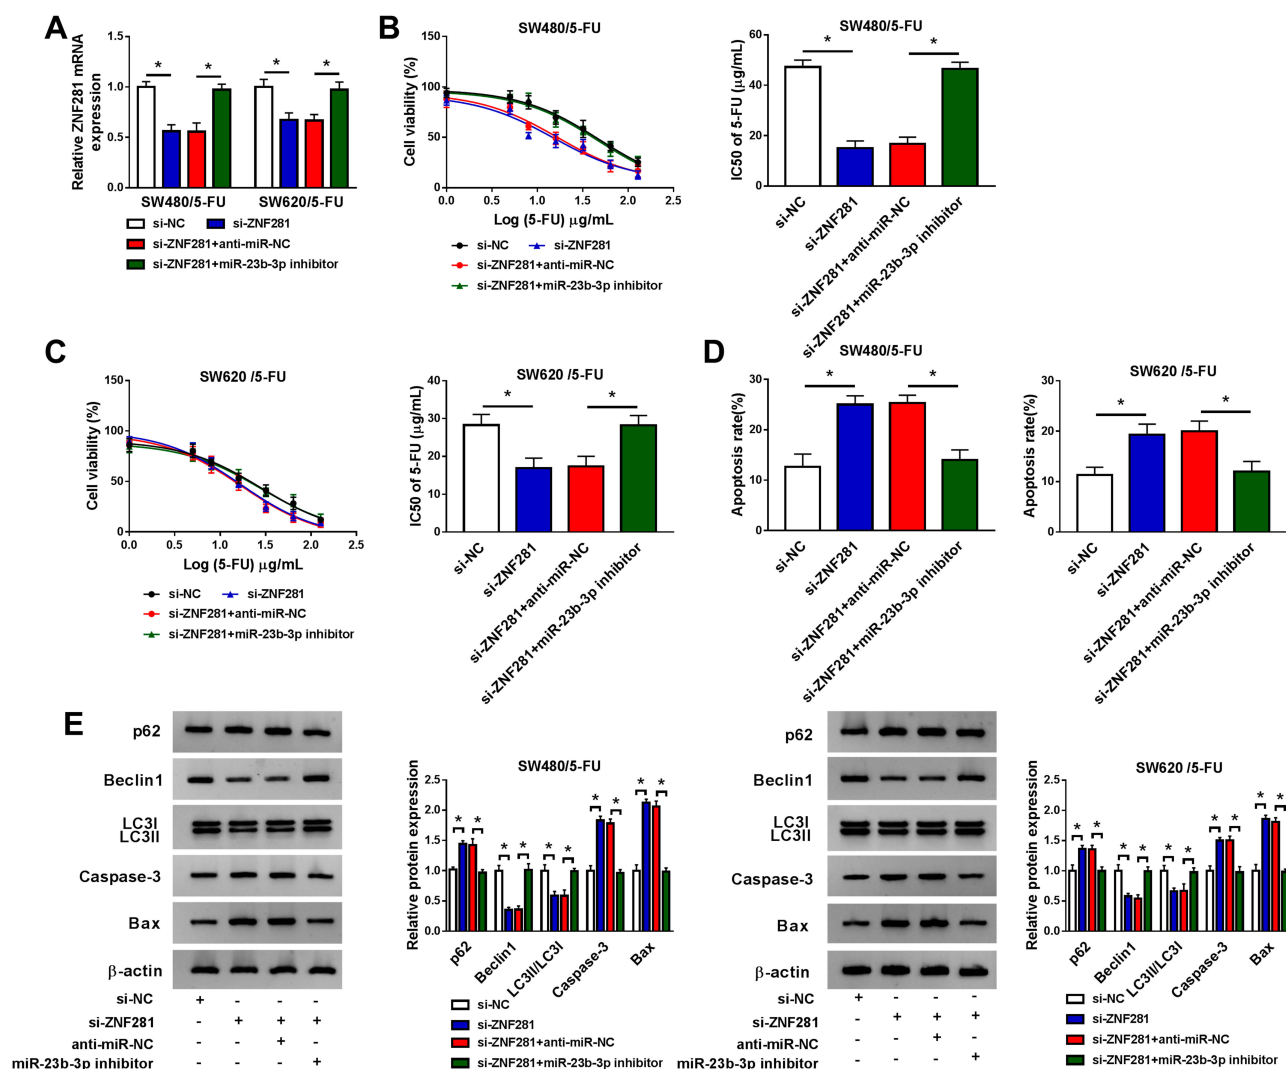 A
Relative ZNF281 mRNA
expression
1.5
1.0
0.5
0.0
* * * *
SW480/5-FU SW620/5-FU
si-NC si-ZNF281
si-ZNF281+anti-miR-NC
si-ZNF281+miR-23b-3p inhibitor
B
SW480/5-FU
Cell viability (%)
150
100
50
0
0.0 0.5 1.0 1.5 2.0 2.5
Log (5-FU) μg/mL
si-NC si-ZNF281
si-ZNF281+anti-miR-NC
si-ZNF281+miR-23b-3p inhibitor
SW480/5-FU
IC50 of 5-FU (μg/mL)
60
40
20
0
* *
si-NC
si-ZNF281
si-ZNF281+anti-miR-NC
si-ZNF281+miR-23b-3p inhibitor
C
SW620 /5-FU
Cell viability (%)
150
100
50
0
0.0 0.5 1.0 1.5 2.0 2.5
Log (5-FU) μg/mL
si-NC si-ZNF281
si-ZNF281+anti-miR-NC
si-ZNF281+miR-23b-3p inhibitor
SW620 /5-FU
IC50 of 5-FU (μg/mL)
40
30
20
10
0
* *
si-NC
si-ZNF281
si-ZNF281+anti-miR-NC
si-ZNF281+miR-23b-3p inhibitor
D
SW480/5-FU
Apoptosis rate(%)
30
20
10
0
* *
si-NC
si-ZNF281
si-ZNF281+anti-miR-NC
si-ZNF281+miR-23b-3p inhibitor
SW620 /5-FU
Apoptosis rate(%)
30
20
10
0
* *
si-NC
si-ZNF281
si-ZNF281+anti-miR-NC
si-ZNF281+miR-23b-3p inhibitor
E
p62
Beclin1
LC3I
LC3II
Caspase-3
Bax
β-actin
si-NC + - - -
si-ZNF281 - + + +
anti-miR-NC - - + -
miR-23b-3p inhibitor - - - +
SW480/5-FU
Relative protein expression
2.5
2.0
1.5
1.0
0.5
0.0
* * * * * * * * * *
p62
Beclin1
LC3II/LC3I
Caspase-3
Bax
si-NC
si-ZNF281
si-ZNF281+anti-miR-NC
si-ZNF281+miR-23b-3p inhibitor
p62
Beclin1
LC3I
LC3II
Caspase-3
Bax
β-actin
si-NC + - - -
si-ZNF281 - + + +
anti-miR-NC - - + -
miR-23b-3p inhibitor - - - +
SW620 /5-FU
Relative protein expression
2.5
2.0
1.5
1.0
0.5
0.0
* * * * * * * * * *
p62
Beclin1
LC3II/LC3I
Caspase-3
Bax
si-NC
si-ZNF281
si-ZNF281+anti-miR-NC
si-ZNF281+miR-23b-3p inhibitor